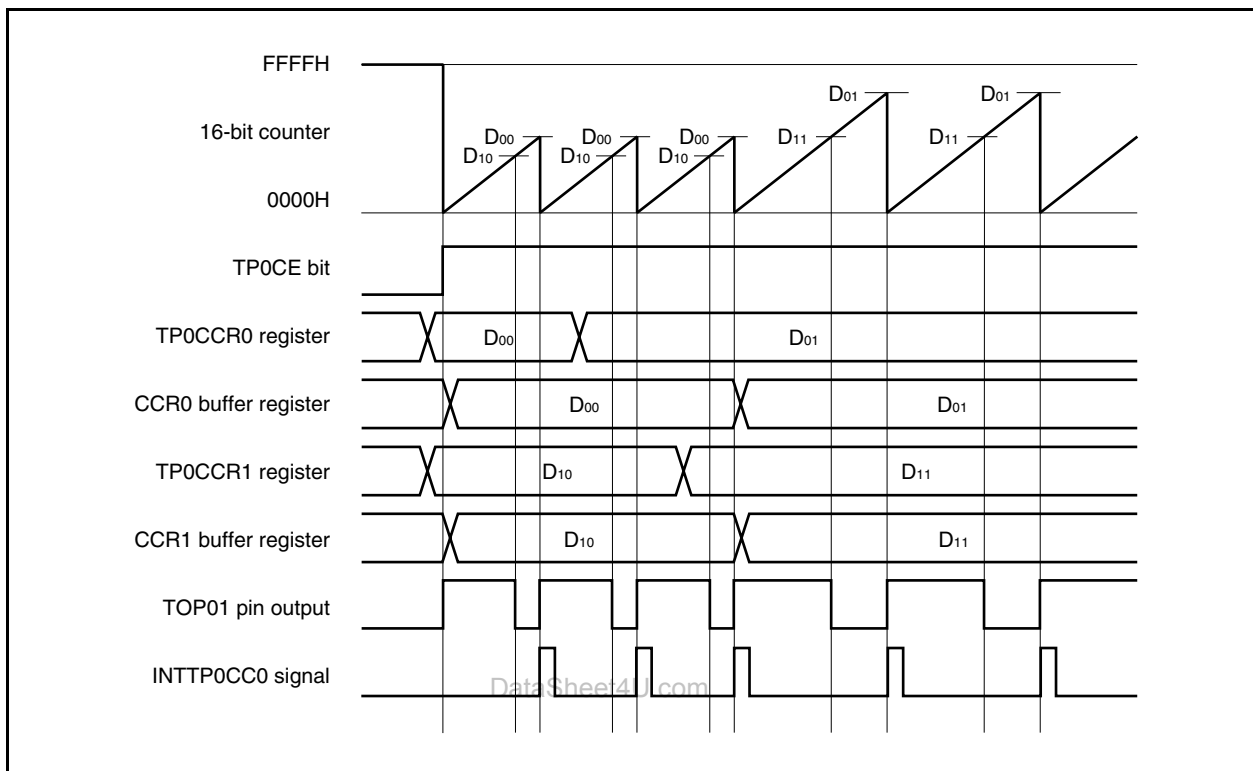 FFFFH
D01 D01
16-bit counter D00 D00 D00 D11 D11
D10 D10 D10
0000H
TP0CE bit
TP0CCR0 register D00 D01
CCR0 buffer register D00 D01
TP0CCR1 register D10 D11
CCR1 buffer register D10 D11
TOP01 pin output
INTTP0CC0 signal
DataSheet4U.com